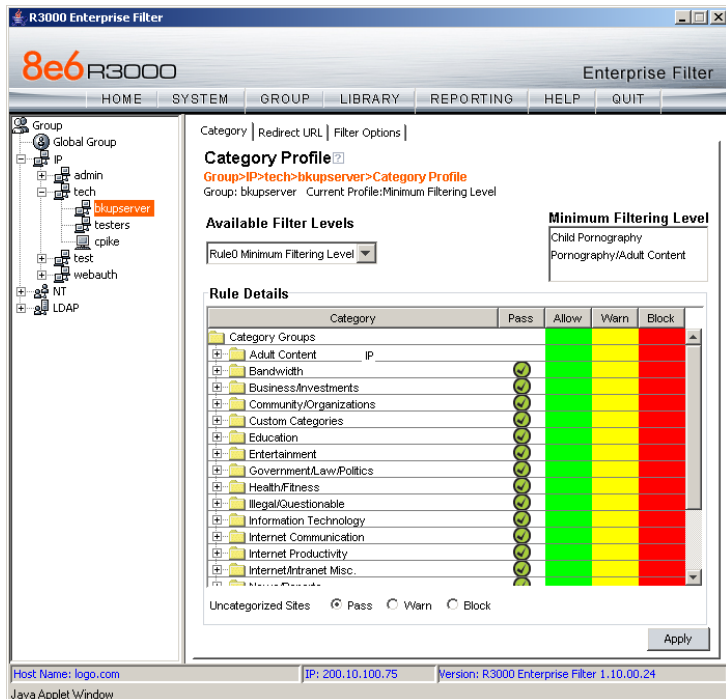 R3000 Enterprise Filter
8e6 R3000
Enterprise Filter
HOME SYSTEM GROUP LIBRARY REPORTING HELP QUIT
Group
Global Group
IP
admin
tech
bkupserver
testers
cpike
test
webauth
NT
LDAP
Category Redirect URL Filter Options
Category Profile ?
Group>IP>tech>bkupserver>Category Profile
Group: bkupserver Current Profile:Minimum Filtering Level
Available Filter Levels
Rule0 Minimum Filtering Level
Minimum Filtering Level
Child Pornography
Pornography/Adult Content
Rule Details
Category Pass Allow Warn Block
Category Groups
Adult Content IP
Bandwidth
Business/Investments
Community/Organizations
Custom Categories
Education
Entertainment
Government/Law/Politics
Health/Fitness
Illegal/Questionable
Information Technology
Internet Communication
Internet Productivity
Internet/Intranet Misc.
News/Reports
Uncategorized Sites Pass Warn Block
Apply
Host Name: logo.com IP: 200.10.100.75 Version: R3000 Enterprise Filter 1.10.00.24
Java Applet Window